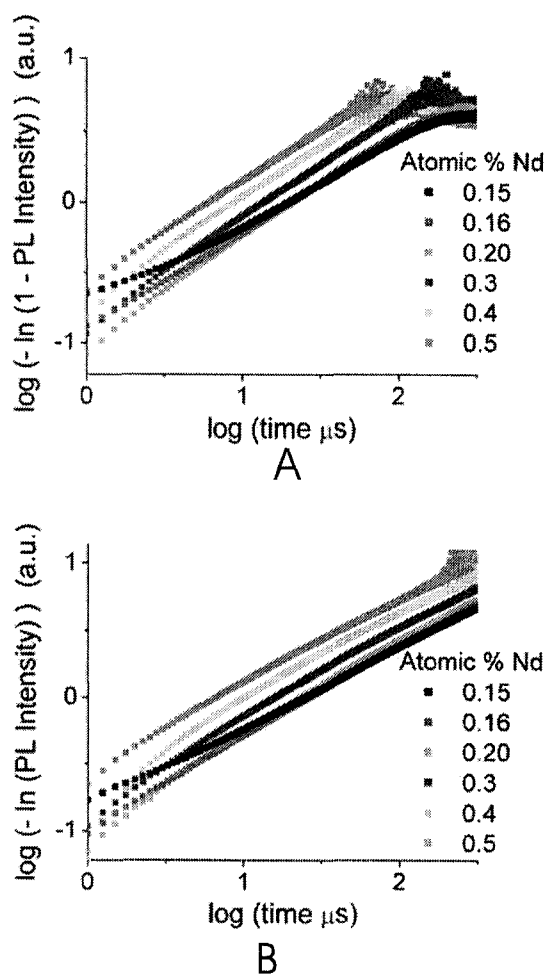 log (- ln (1 - PL Intensity) ) (a.u.)
1
0
-1
Atomic % Nd
0.15
0.16
0.20
0.3
0.4
0.5
0 1 2
log (time μs)
A
log (- ln (PL Intensity) ) (a.u.)
1
0
-1
Atomic % Nd
0.15
0.16
0.20
0.3
0.4
0.5
0 1 2
log (time μs)
B